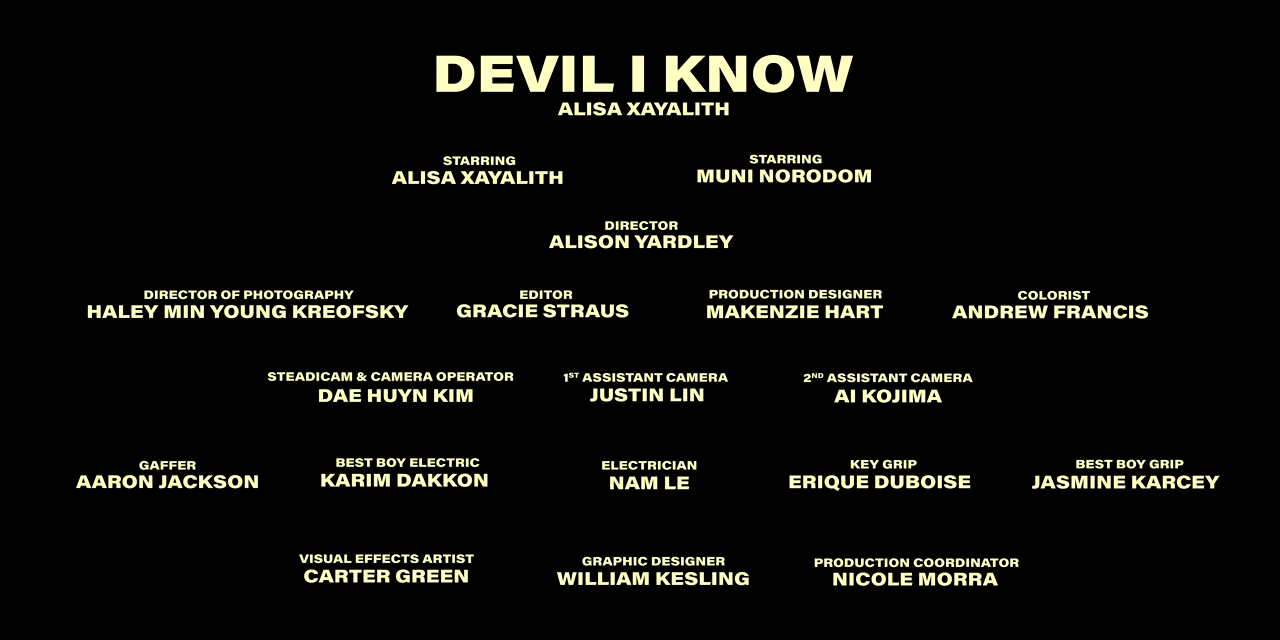 DEVIL I KNOW
ALISA XAYALITH
STARRING
ALISA XAYALITH
STARRING
MUNI NORODOM
DIRECTOR
ALISON YARDLEY
DIRECTOR OF PHOTOGRAPHY
HALEY MIN YOUNG KREOFSKY
EDITOR
GRACIE STRAUS
PRODUCTION DESIGNER
MAKENZIE HART
COLORIST
ANDREW FRANCIS
STEADICAM & CAMERA OPERATOR
DAE HUYN KIM
1ST ASSISTANT CAMERA
JUSTIN LIN
2ND ASSISTANT CAMERA
AI KOJIMA
GAFFER
AARON JACKSON
BEST BOY ELECTRIC
KARIM DAKKON
ELECTRICIAN
NAM LE
KEY GRIP
ERIQUE DUBOISE
BEST BOY GRIP
JASMINE KARCEY
VISUAL EFFECTS ARTIST
CARTER GREEN
GRAPHIC DESIGNER
WILLIAM KESLING
PRODUCTION COORDINATOR
NICOLE MORRA